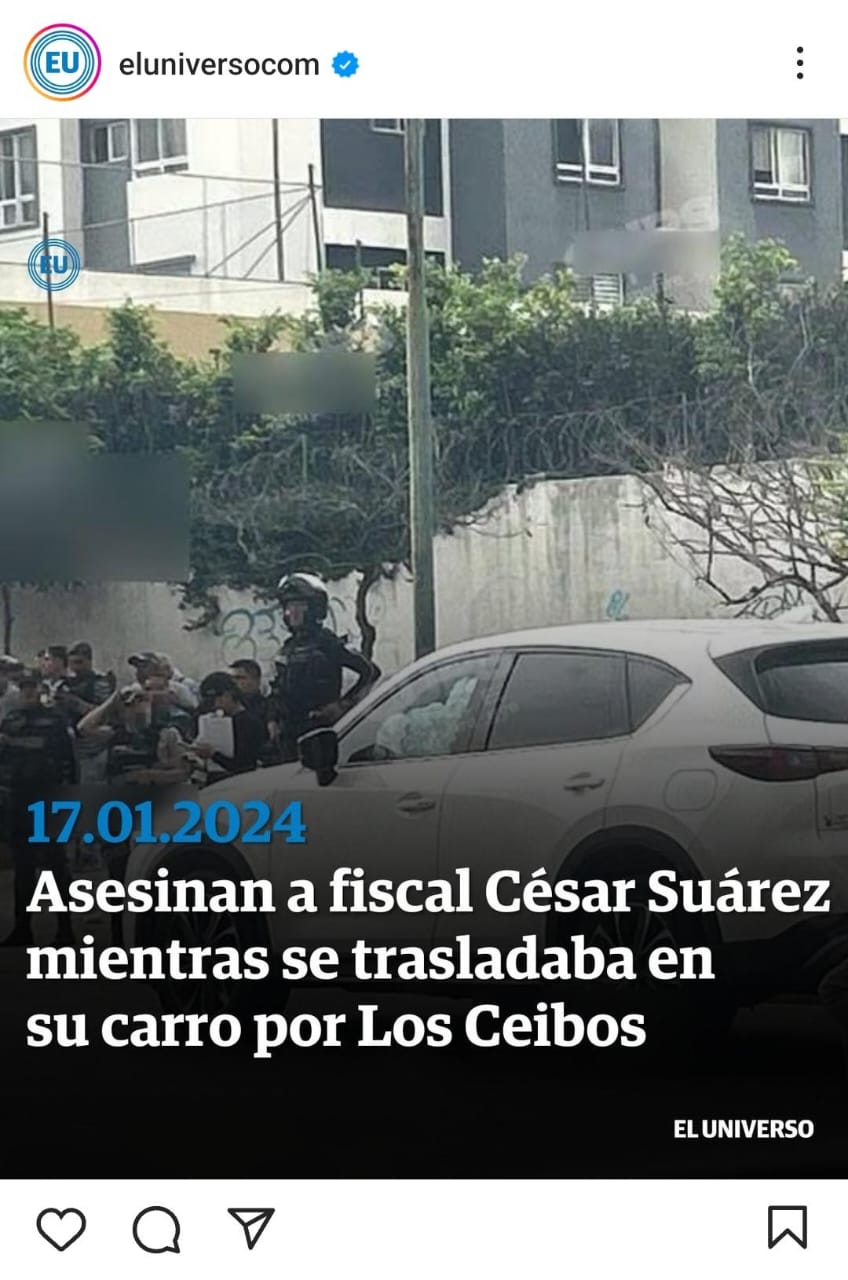 EU
eluniversocom
EU
17.01.2024
Asesinan a fiscal César Suárez
mientras se trasladaba en
su carro por Los Ceibos
EL UNIVERSO